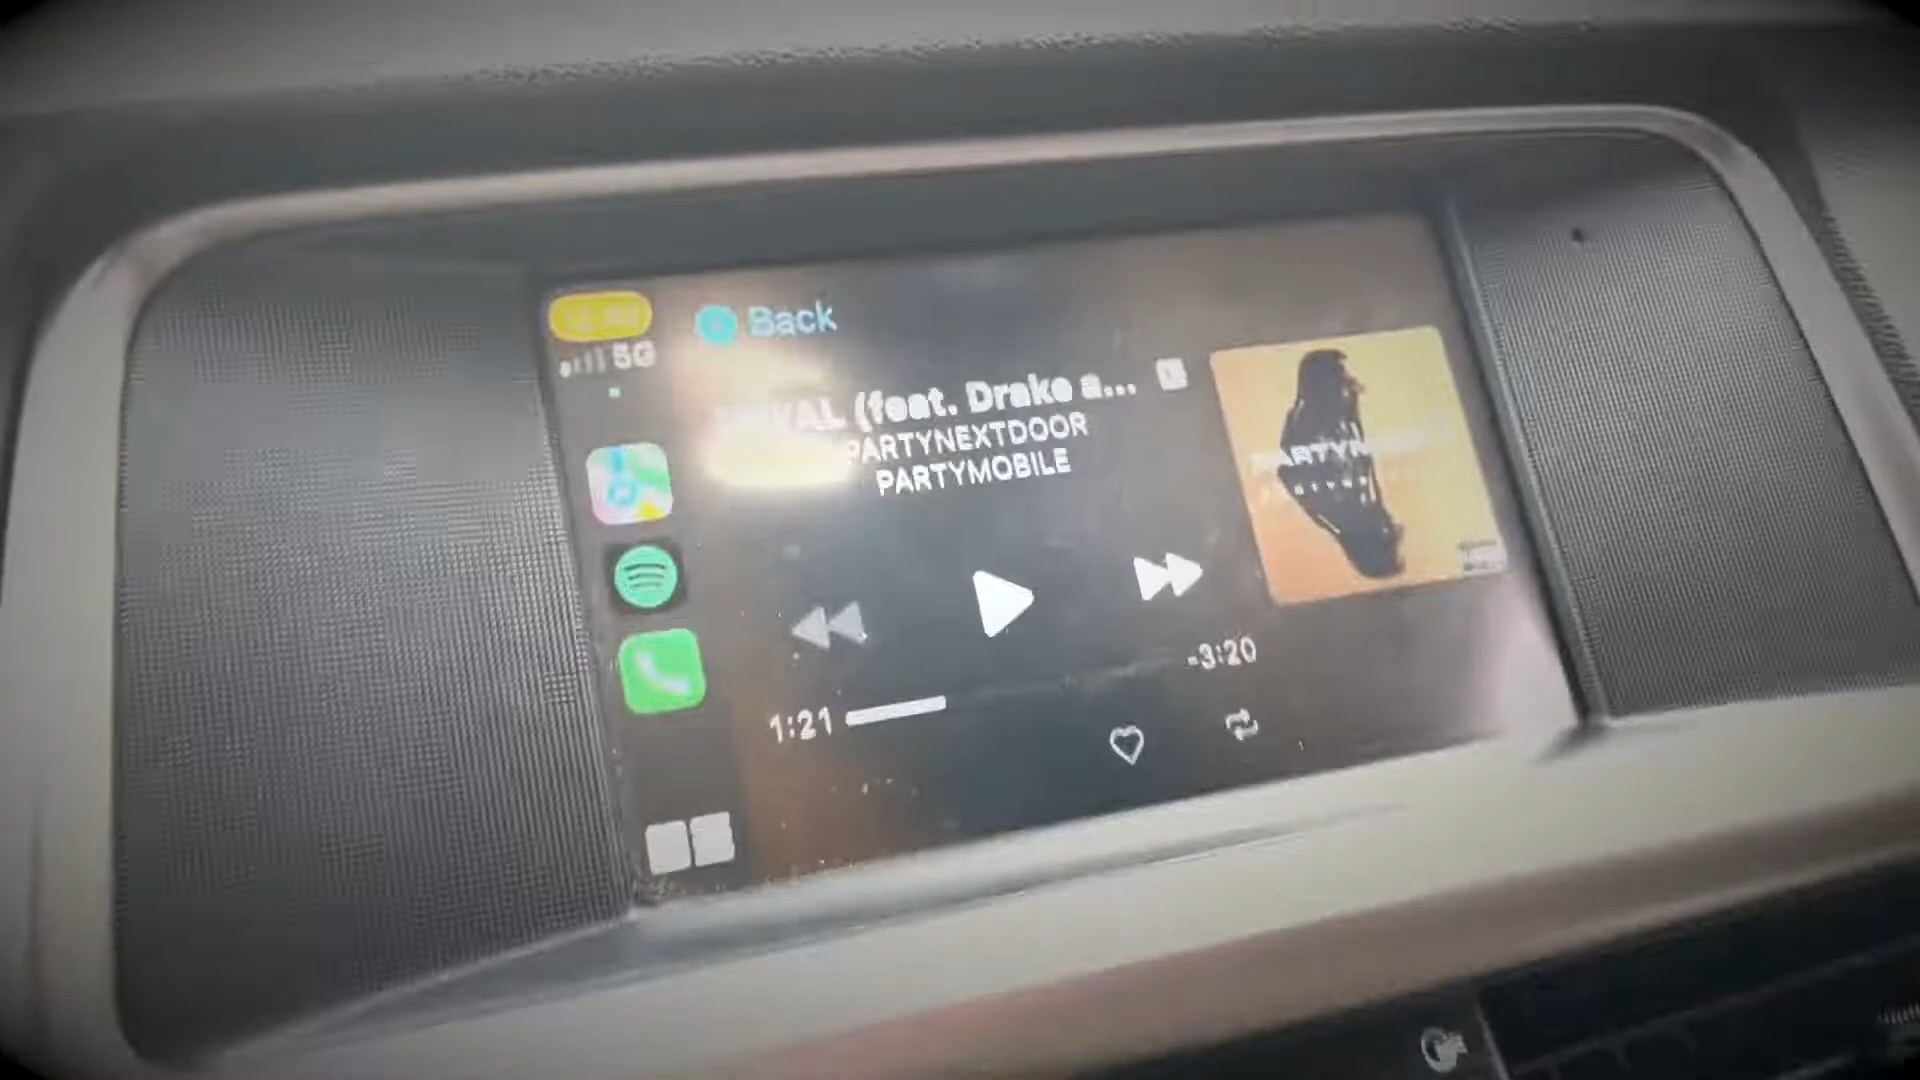 5G
Back
(feat. Drake a...
PARTYNEXTDOOR
PARTYMOBILE
-3:20
1:21